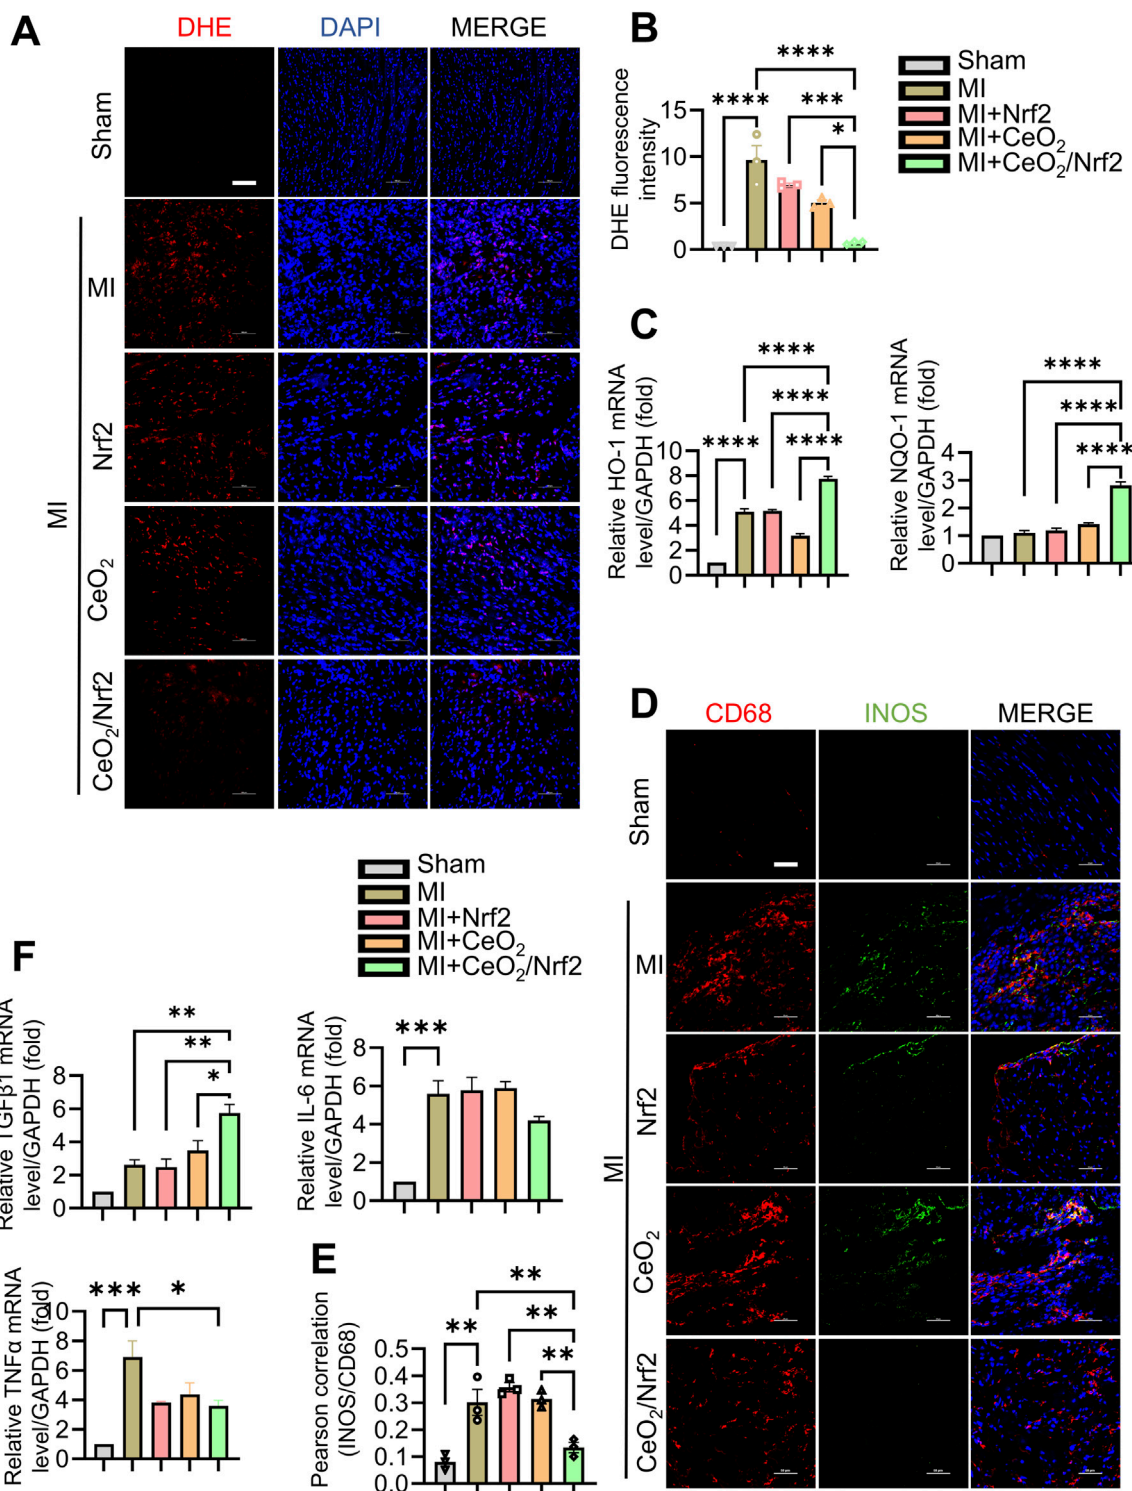 A
DHE
DAPI
MERGE
Sham
MI
Nrf2
CeO2
CeO2/Nrf2
MI
B
DHE fluorescence
intensity
15
10
5
0
****
****
***
*
Sham
MI
MI+Nrf2
MI+CeO2
MI+CeO2/Nrf2
C
Relative HO-1 mRNA
level/GAPDH (fold)
10
8
6
4
2
0
****
****
****
****
Relative NQO-1 mRNA
level/GAPDH (fold)
4
3
2
1
0
****
****
****
D
CD68
INOS
MERGE
Sham
MI
Nrf2
CeO2
CeO2/Nrf2
MI
Sham
MI
MI+Nrf2
MI+CeO2
MI+CeO2/Nrf2
F
Relative TGFβ1 mRNA
level/GAPDH (fold)
8
6
4
2
0
**
**
*
Relative IL-6 mRNA
level/GAPDH (fold)
8
6
4
2
0
***
Relative TNFα mRNA
level/GAPDH (fold)
10
8
6
4
2
0
***
*
E
Pearson correlation
(INOS/CD68)
0.5
0.4
0.3
0.2
0.1
0.0
**
**
**
**